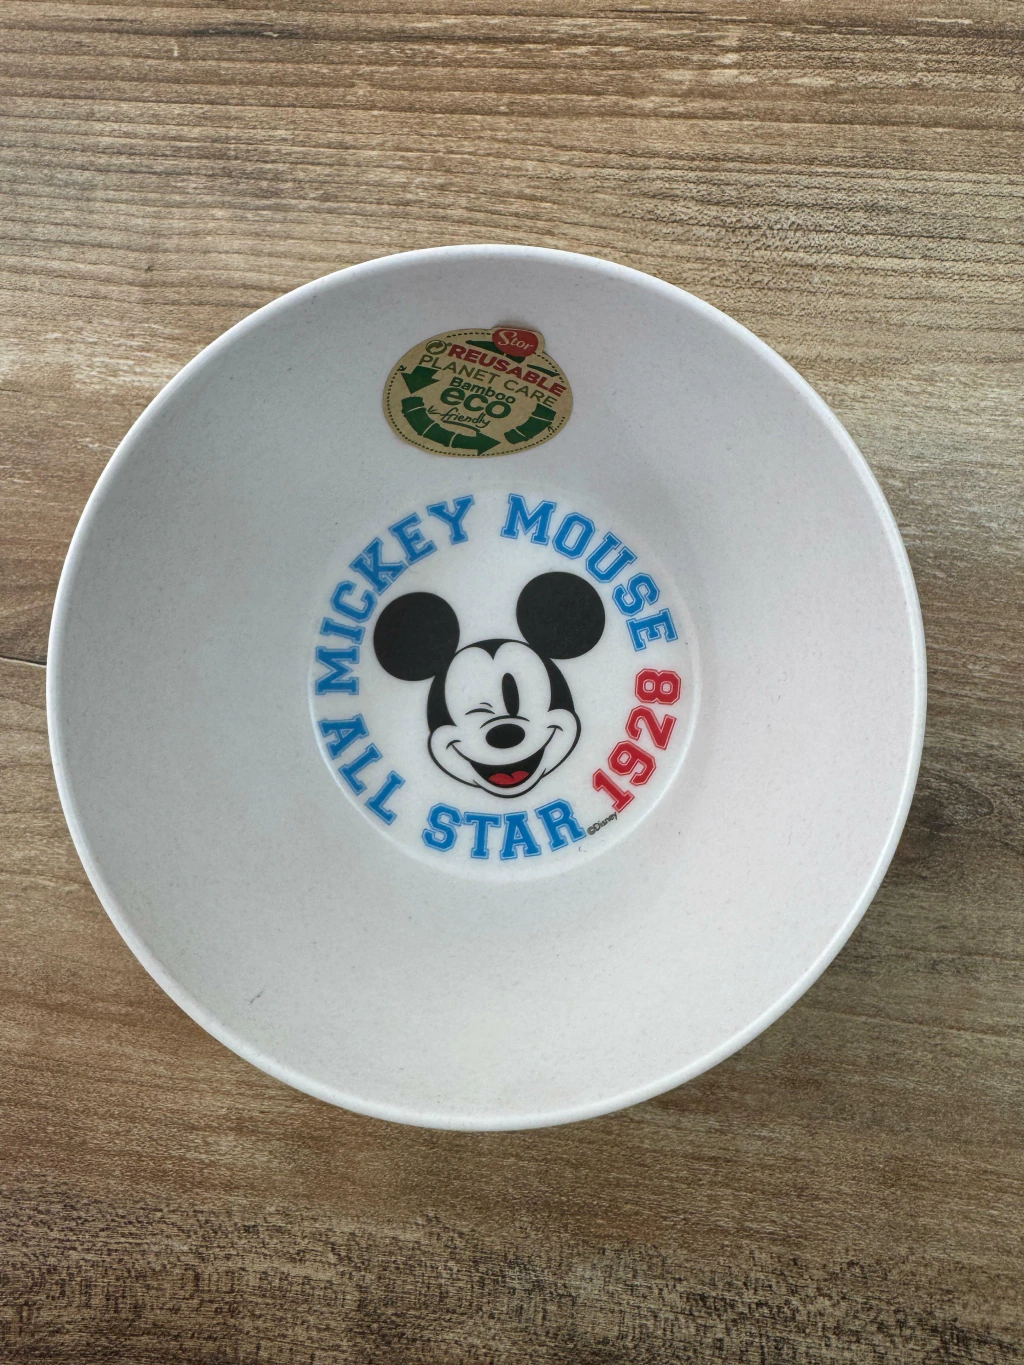 Stor
REUSABLE
PLANET CARE
Bamboo
eco
friendly
MICKEY MOUSE
1928
ALL STAR
©Disney